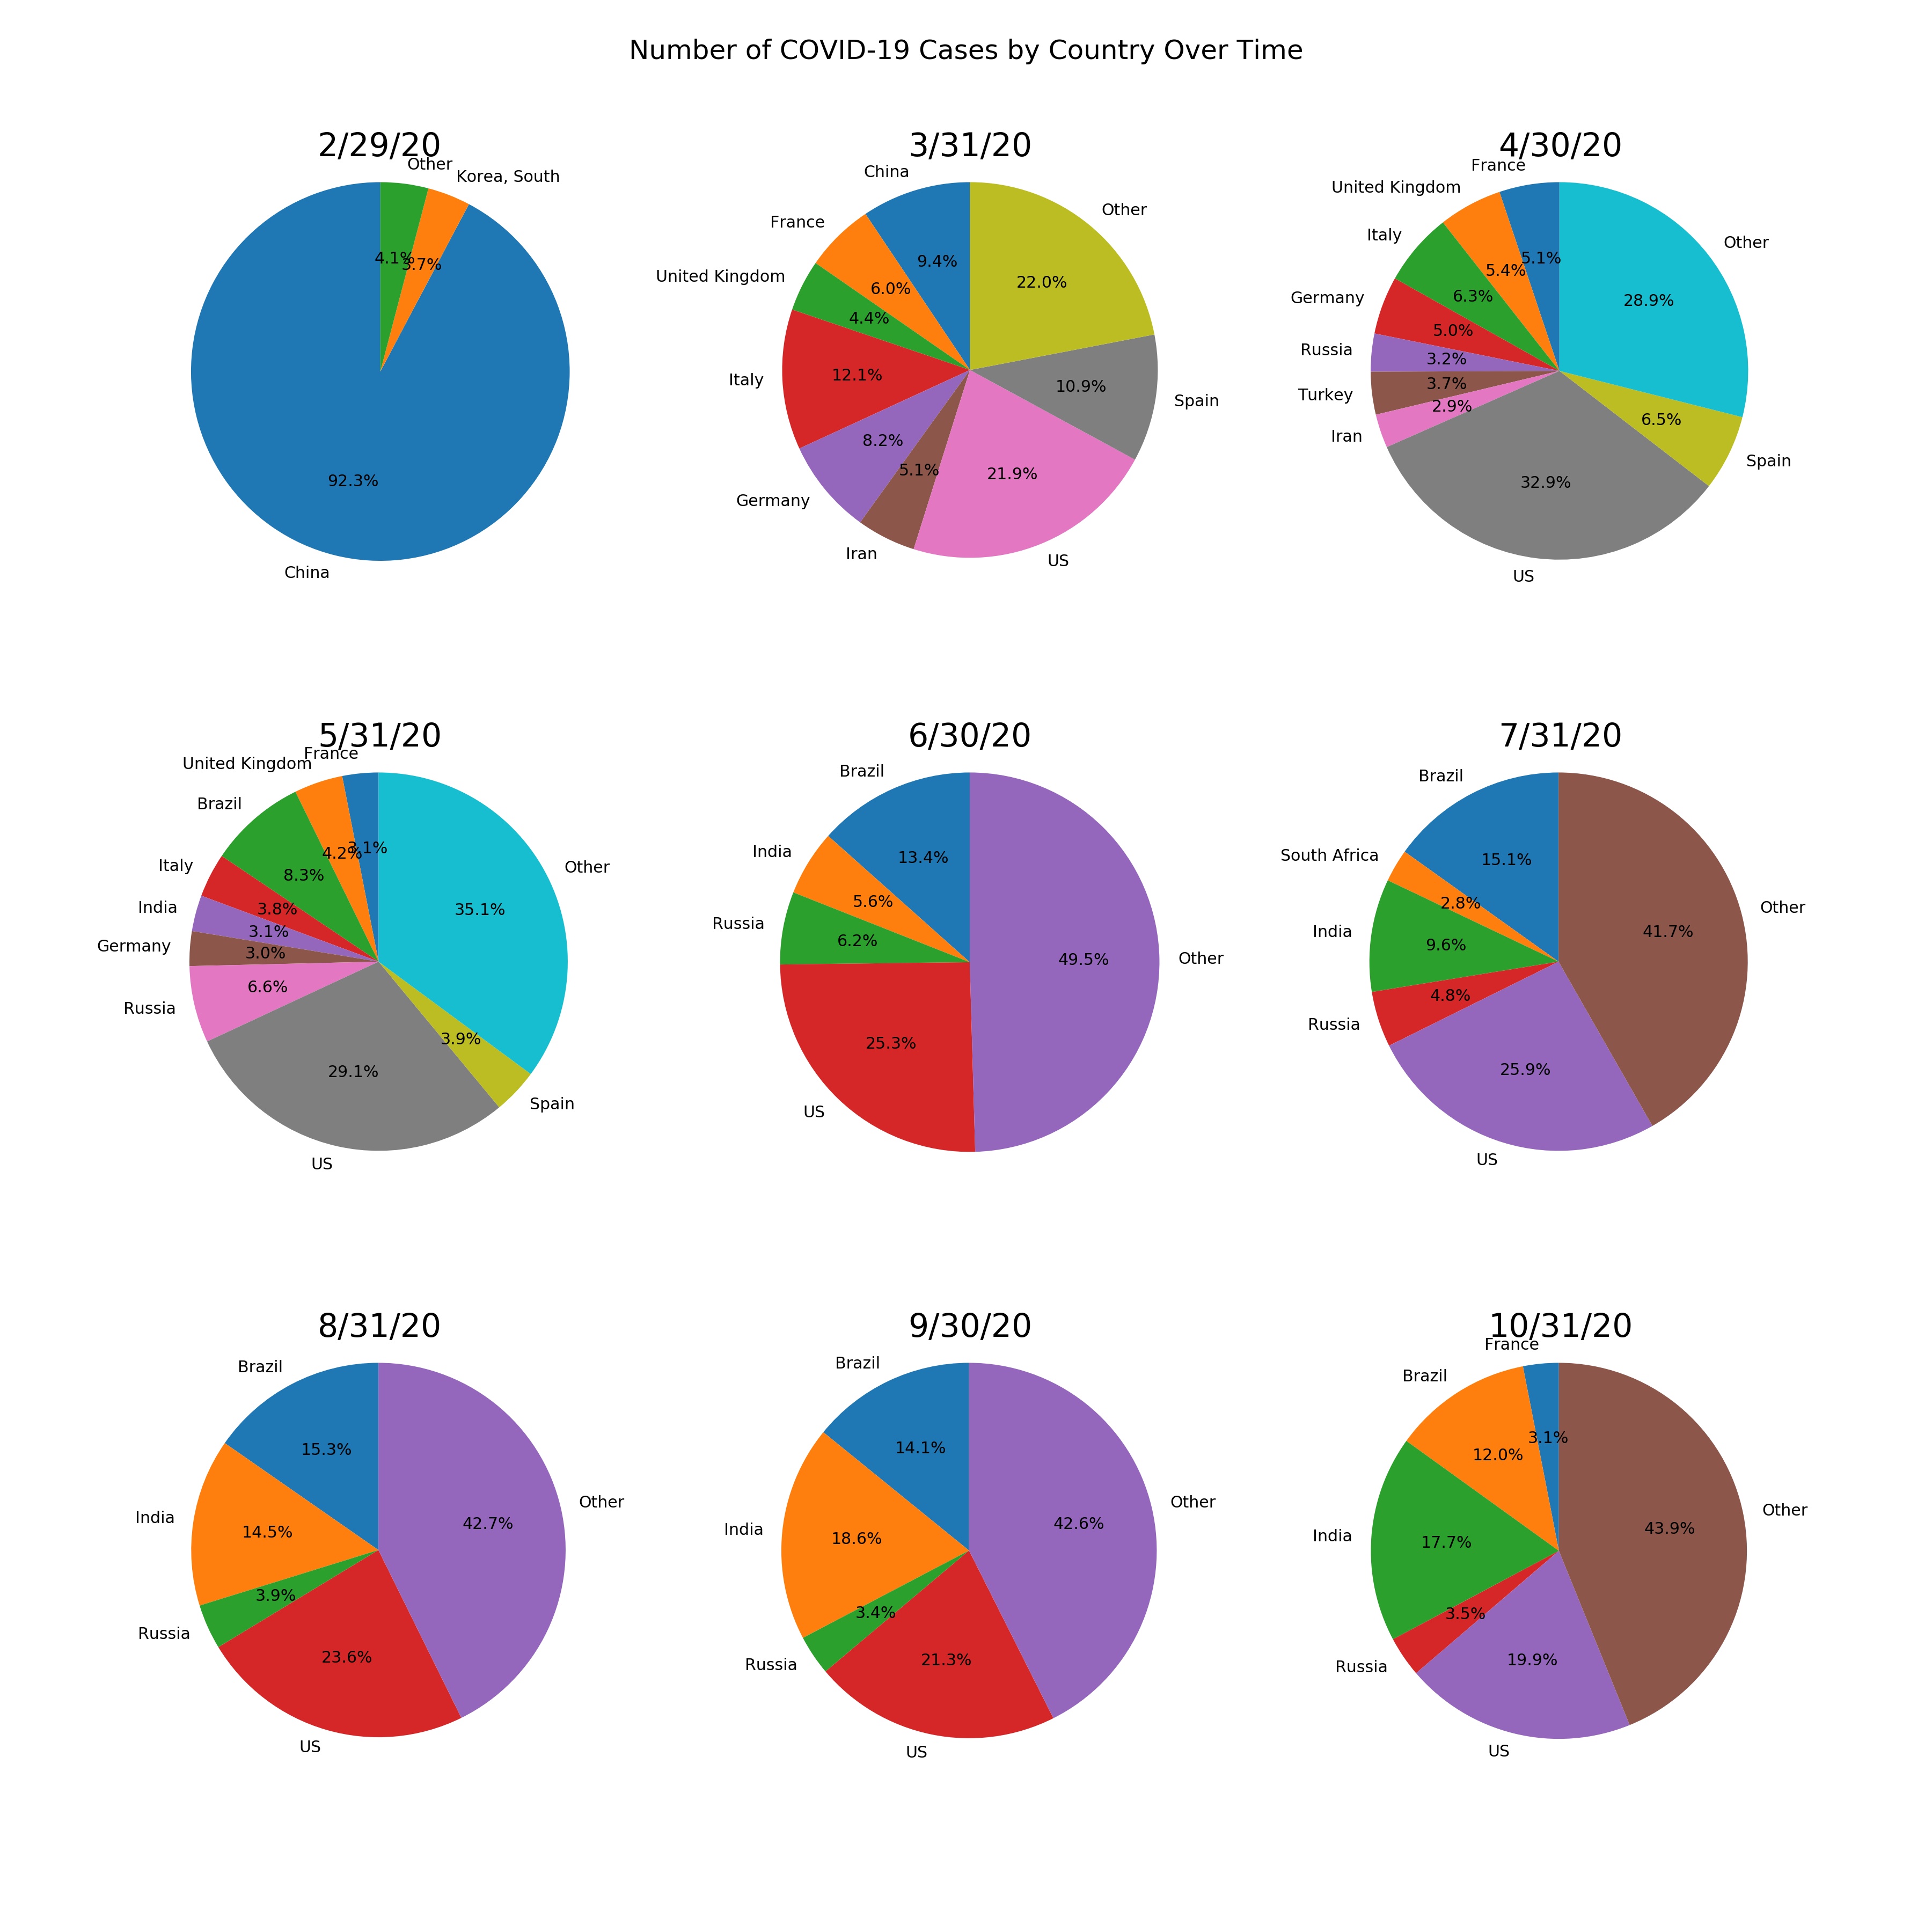 Number of COVID-19 Cases by Country Over Time
2/29/20
Other
Korea, South
4.1%
3.7%
92.3%
China
3/31/20
China
France
United Kingdom
Italy
Germany
Iran
US
Spain
Other
9.4%
6.0%
4.4%
12.1%
8.2%
5.1%
21.9%
10.9%
22.0%
4/30/20
France
United Kingdom
Italy
Germany
Russia
Turkey
Iran
US
Spain
Other
5.1%
5.4%
6.3%
5.0%
3.2%
3.7%
2.9%
32.9%
6.5%
28.9%
5/31/20
France
United Kingdom
Brazil
Italy
India
Germany
Russia
US
Spain
Other
3.1%
4.2%
8.3%
3.8%
3.1%
3.0%
6.6%
29.1%
3.9%
35.1%
6/30/20
Brazil
India
Russia
US
Other
13.4%
5.6%
6.2%
25.3%
49.5%
7/31/20
Brazil
South Africa
India
Russia
US
Other
15.1%
2.8%
9.6%
4.8%
25.9%
41.7%
8/31/20
Brazil
India
Russia
US
Other
15.3%
14.5%
3.9%
23.6%
42.7%
9/30/20
Brazil
India
Russia
US
Other
14.1%
18.6%
3.4%
21.3%
42.6%
10/31/20
France
Brazil
India
Russia
US
Other
3.1%
12.0%
17.7%
3.5%
19.9%
43.9%